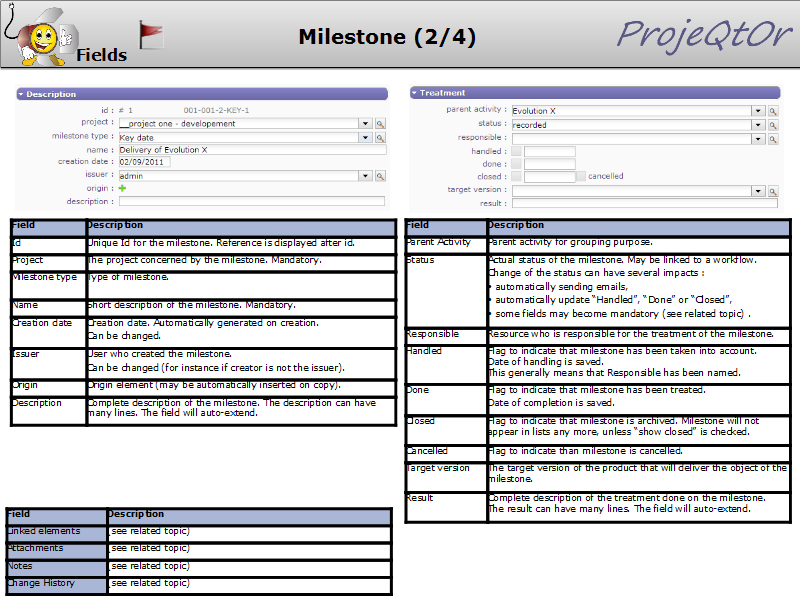 Fields
Milestone (2/4)
ProjeQtOr
Description
id : # 1 001-001-2-KEY-1
project : __project one - developement
milestone type : Key date
name : Delivery of Evolution X
creation date : 02/09/2011
issuer : admin
origin :
description :
Treatment
parent activity : Evolution X
status : recorded
responsible :
handled :
done :
closed : cancelled
target version :
result :
Field Description
Id Unique Id for the milestone. Reference is displayed after id.
Project The project concerned by the milestone. Mandatory.
Milestone type Type of milestone.
Name Short description of the milestone. Mandatory.
Creation date Creation date. Automatically generated on creation.
Can be changed.
Issuer User who created the milestone.
Can be changed (for instance if creator is not the issuer).
Origin Origin element (may be automatically inserted on copy).
Description Complete description of the milestone. The description can have
many lines. The field will auto-extend.
Field Description
Parent Activity Parent activity for grouping purpose.
Status Actual status of the milestone. May be linked to a workflow.
Change of the status can have several impacts :
• automatically sending emails,
• automatically update “Handled”, “Done” or “Closed”,
• some fields may become mandatory (see related topic) .
Responsible Resource who is responsible for the treatment of the milestone.
Handled Flag to indicate that milestone has been taken into account.
Date of handling is saved.
This generally means that Responsible has been named.
Done Flag to indicate that milestone has been treated.
Date of completion is saved.
Closed Flag to indicate that milestone is archived. Milestone will not
appear in lists any more, unless “show closed” is checked.
Cancelled Flag to indicate than milestone is cancelled.
Target version The target version of the product that will deliver the object of the
milestone.
Result Complete description of the treatment done on the milestone.
The result can have many lines. The field will auto-extend.
Field Description
Linked elements (see related topic)
Attachments (see related topic)
Notes (see related topic)
Change History (see related topic)